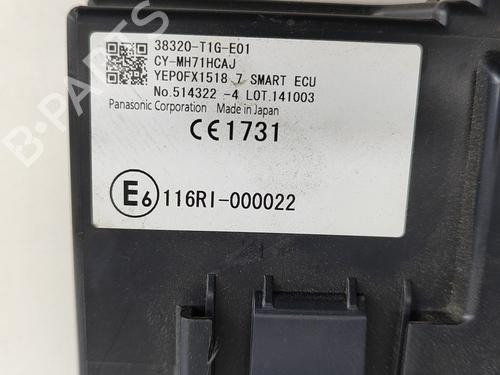 38320-T1G-E01
CY-MH71HCAJ
YEP0FX1518 7 SMART ECU
No.514322 -4 LOT.141003
Panasonic Corporation Made in Japan
CE1731
E6 116RI-000022
B-PARTS